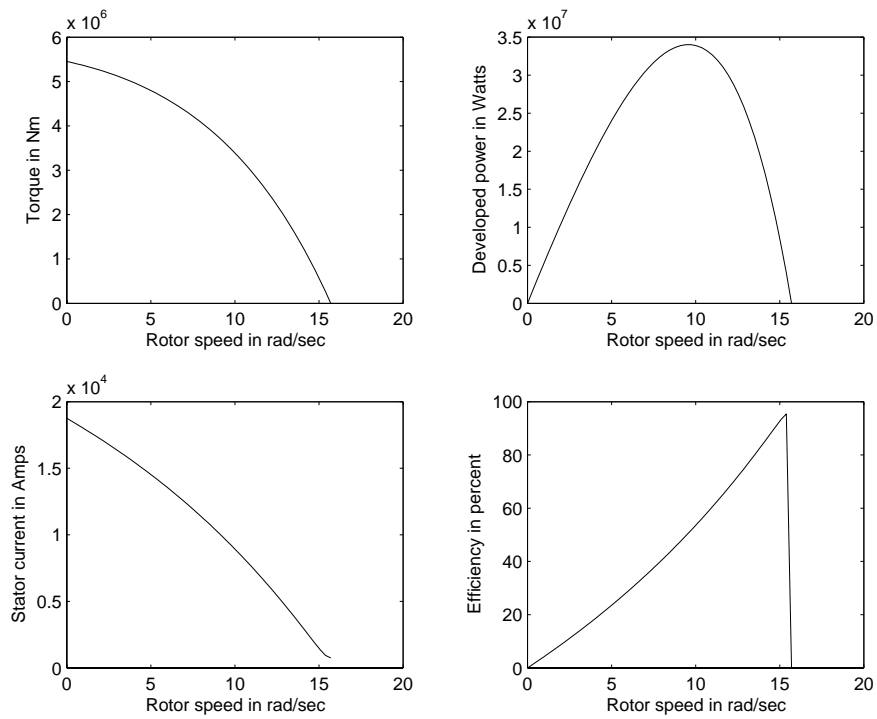 x 10^6
6
5
4
3
2
1
0
0 5 10 15 20
Torque in Nm
Rotor speed in rad/sec
x 10^7
3.5
3
2.5
2
1.5
1
0.5
0
0 5 10 15 20
Developed power in Watts
Rotor speed in rad/sec
x 10^4
2
1.5
1
0.5
0
0 5 10 15 20
Stator current in Amps
Rotor speed in rad/sec
100
80
60
40
20
0
0 5 10 15 20
Efficiency in percent
Rotor speed in rad/sec